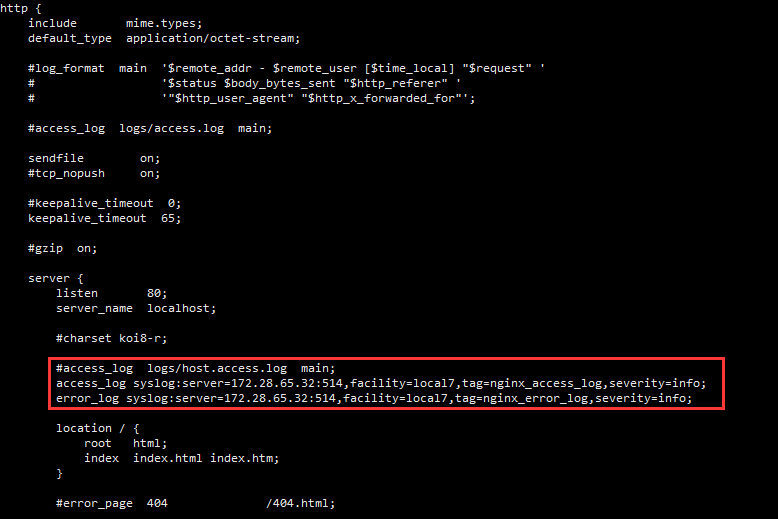 http {
    include       mime.types;
    default_type  application/octet-stream;

    #log_format  main  '$remote_addr - $remote_user [$time_local] "$request" '
    #                  '$status $body_bytes_sent "$http_referer" '
    #                  '"$http_user_agent" "$http_x_forwarded_for"';

    #access_log  logs/access.log  main;

    sendfile        on;
    #tcp_nopush     on;

    #keepalive_timeout  0;
    keepalive_timeout  65;

    #gzip  on;

    server {
        listen       80;
        server_name  localhost;

        #charset koi8-r;

        #access_log  logs/host.access.log  main;
        access_log syslog:server=172.28.65.32:514,facility=local7,tag=nginx_access_log,severity=info;
        error_log syslog:server=172.28.65.32:514,facility=local7,tag=nginx_error_log,severity=info;

        location / {
            root   html;
            index  index.html index.htm;
        }

        #error_page  404              /404.html;